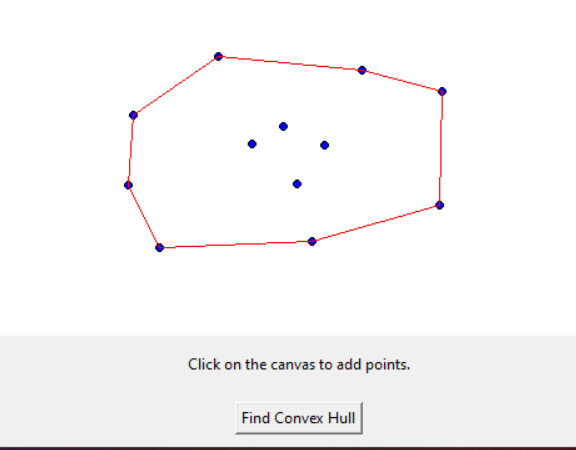 Click on the canvas to add points.
Find Convex Hull